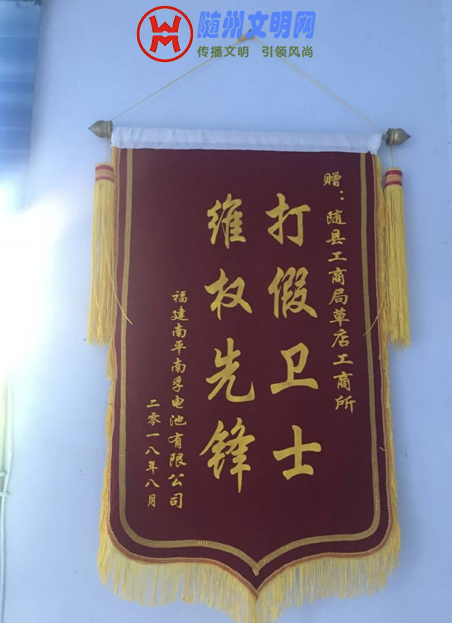 随州文明网
传播文明 引领风尚
赠：随县工商局草店工商所
打假卫士
维权先锋
福建南平南孚电池有限公司
二零一八年八月